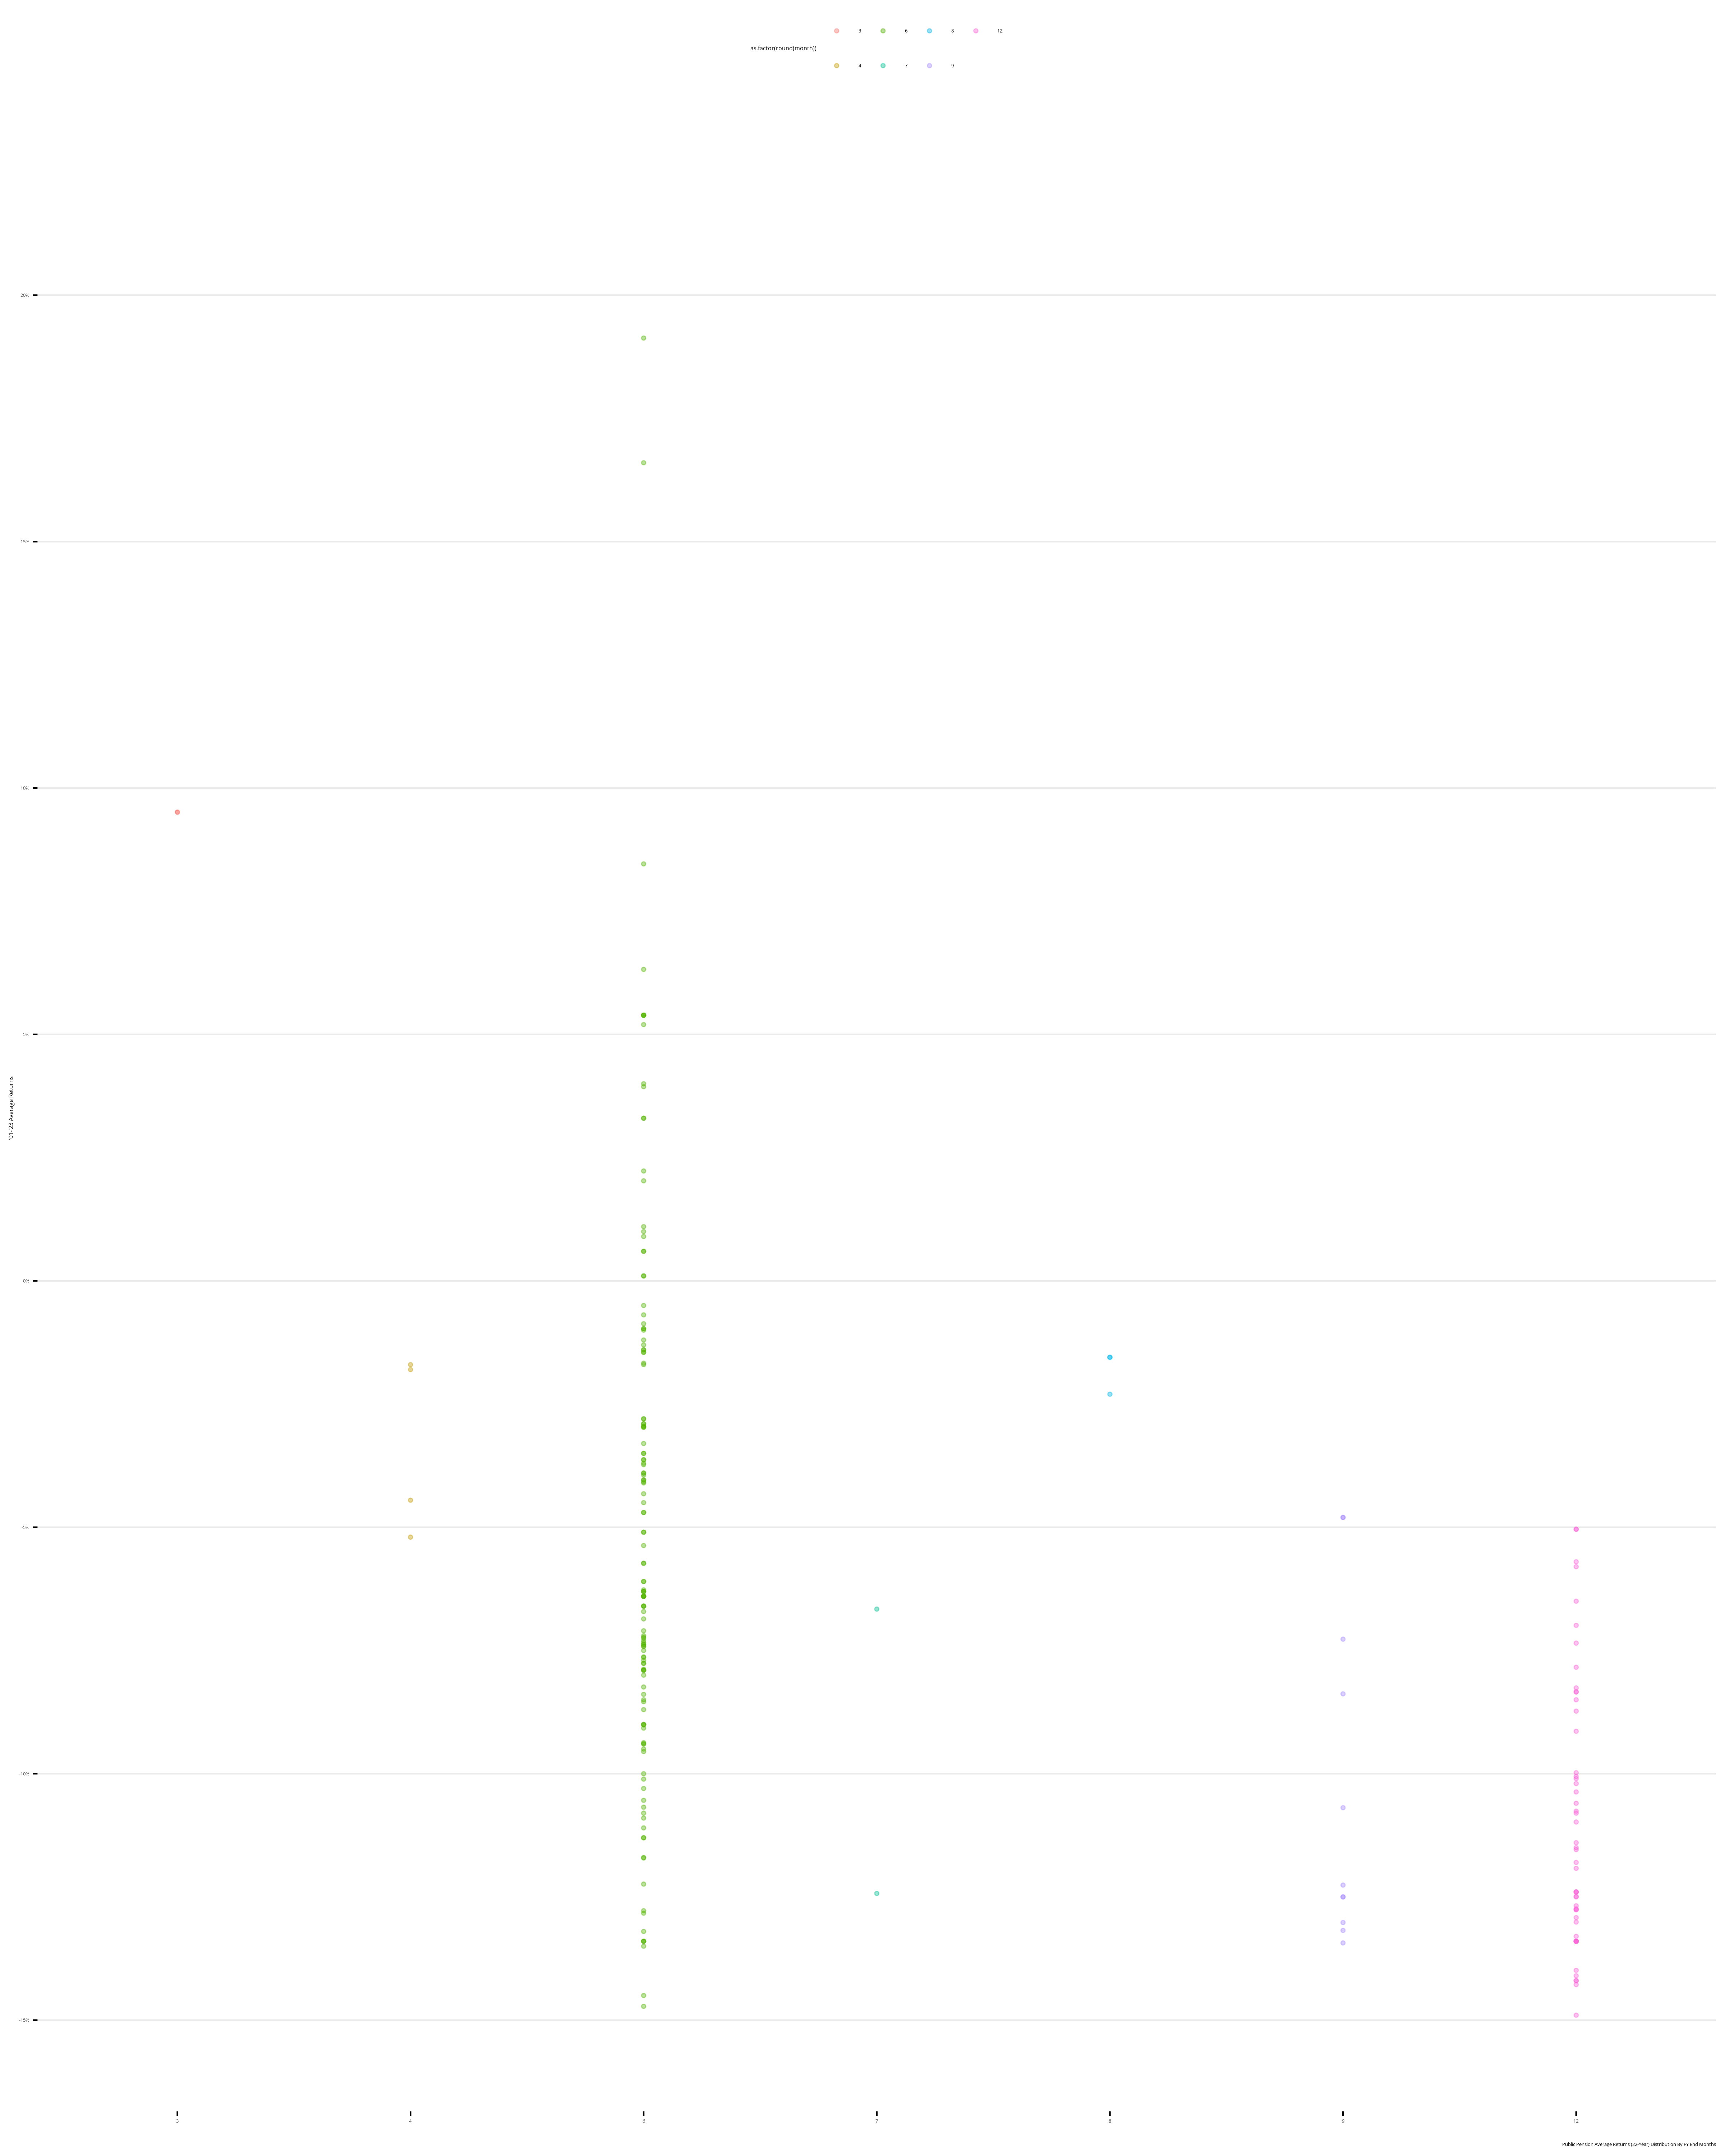 3 6 8 12
as.factor(round(month))
4 7 9
20%
15%
10%
5%
'01-'23 Average Returns
0%
-5%
-10%
-15%
3 4 6 7 8 9 12
Public Pension Average Returns (22-Year) Distribution By FY End Months